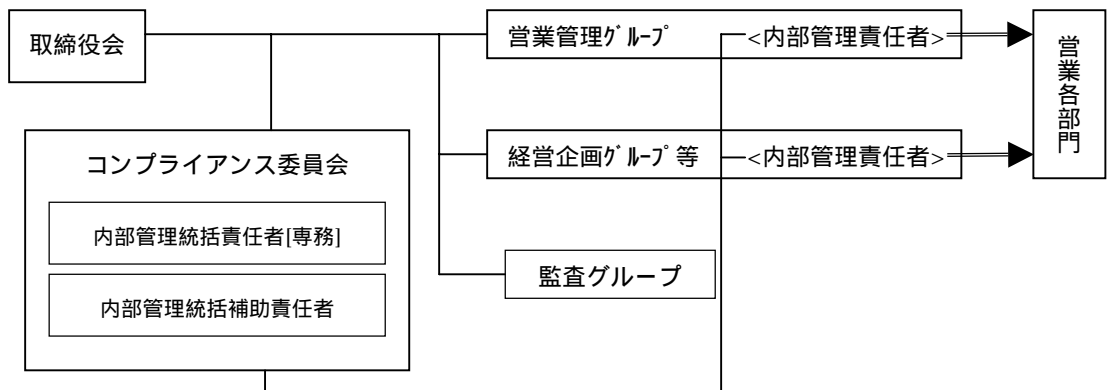 取締役会
営業管理ｸﾞﾙｰﾌﾟ
<内部管理責任者>
営業各部門
コンプライアンス委員会
経営企画ｸﾞﾙｰﾌﾟ等
<内部管理責任者>
内部管理統括責任者[専務]
監査グループ
内部管理統括補助責任者